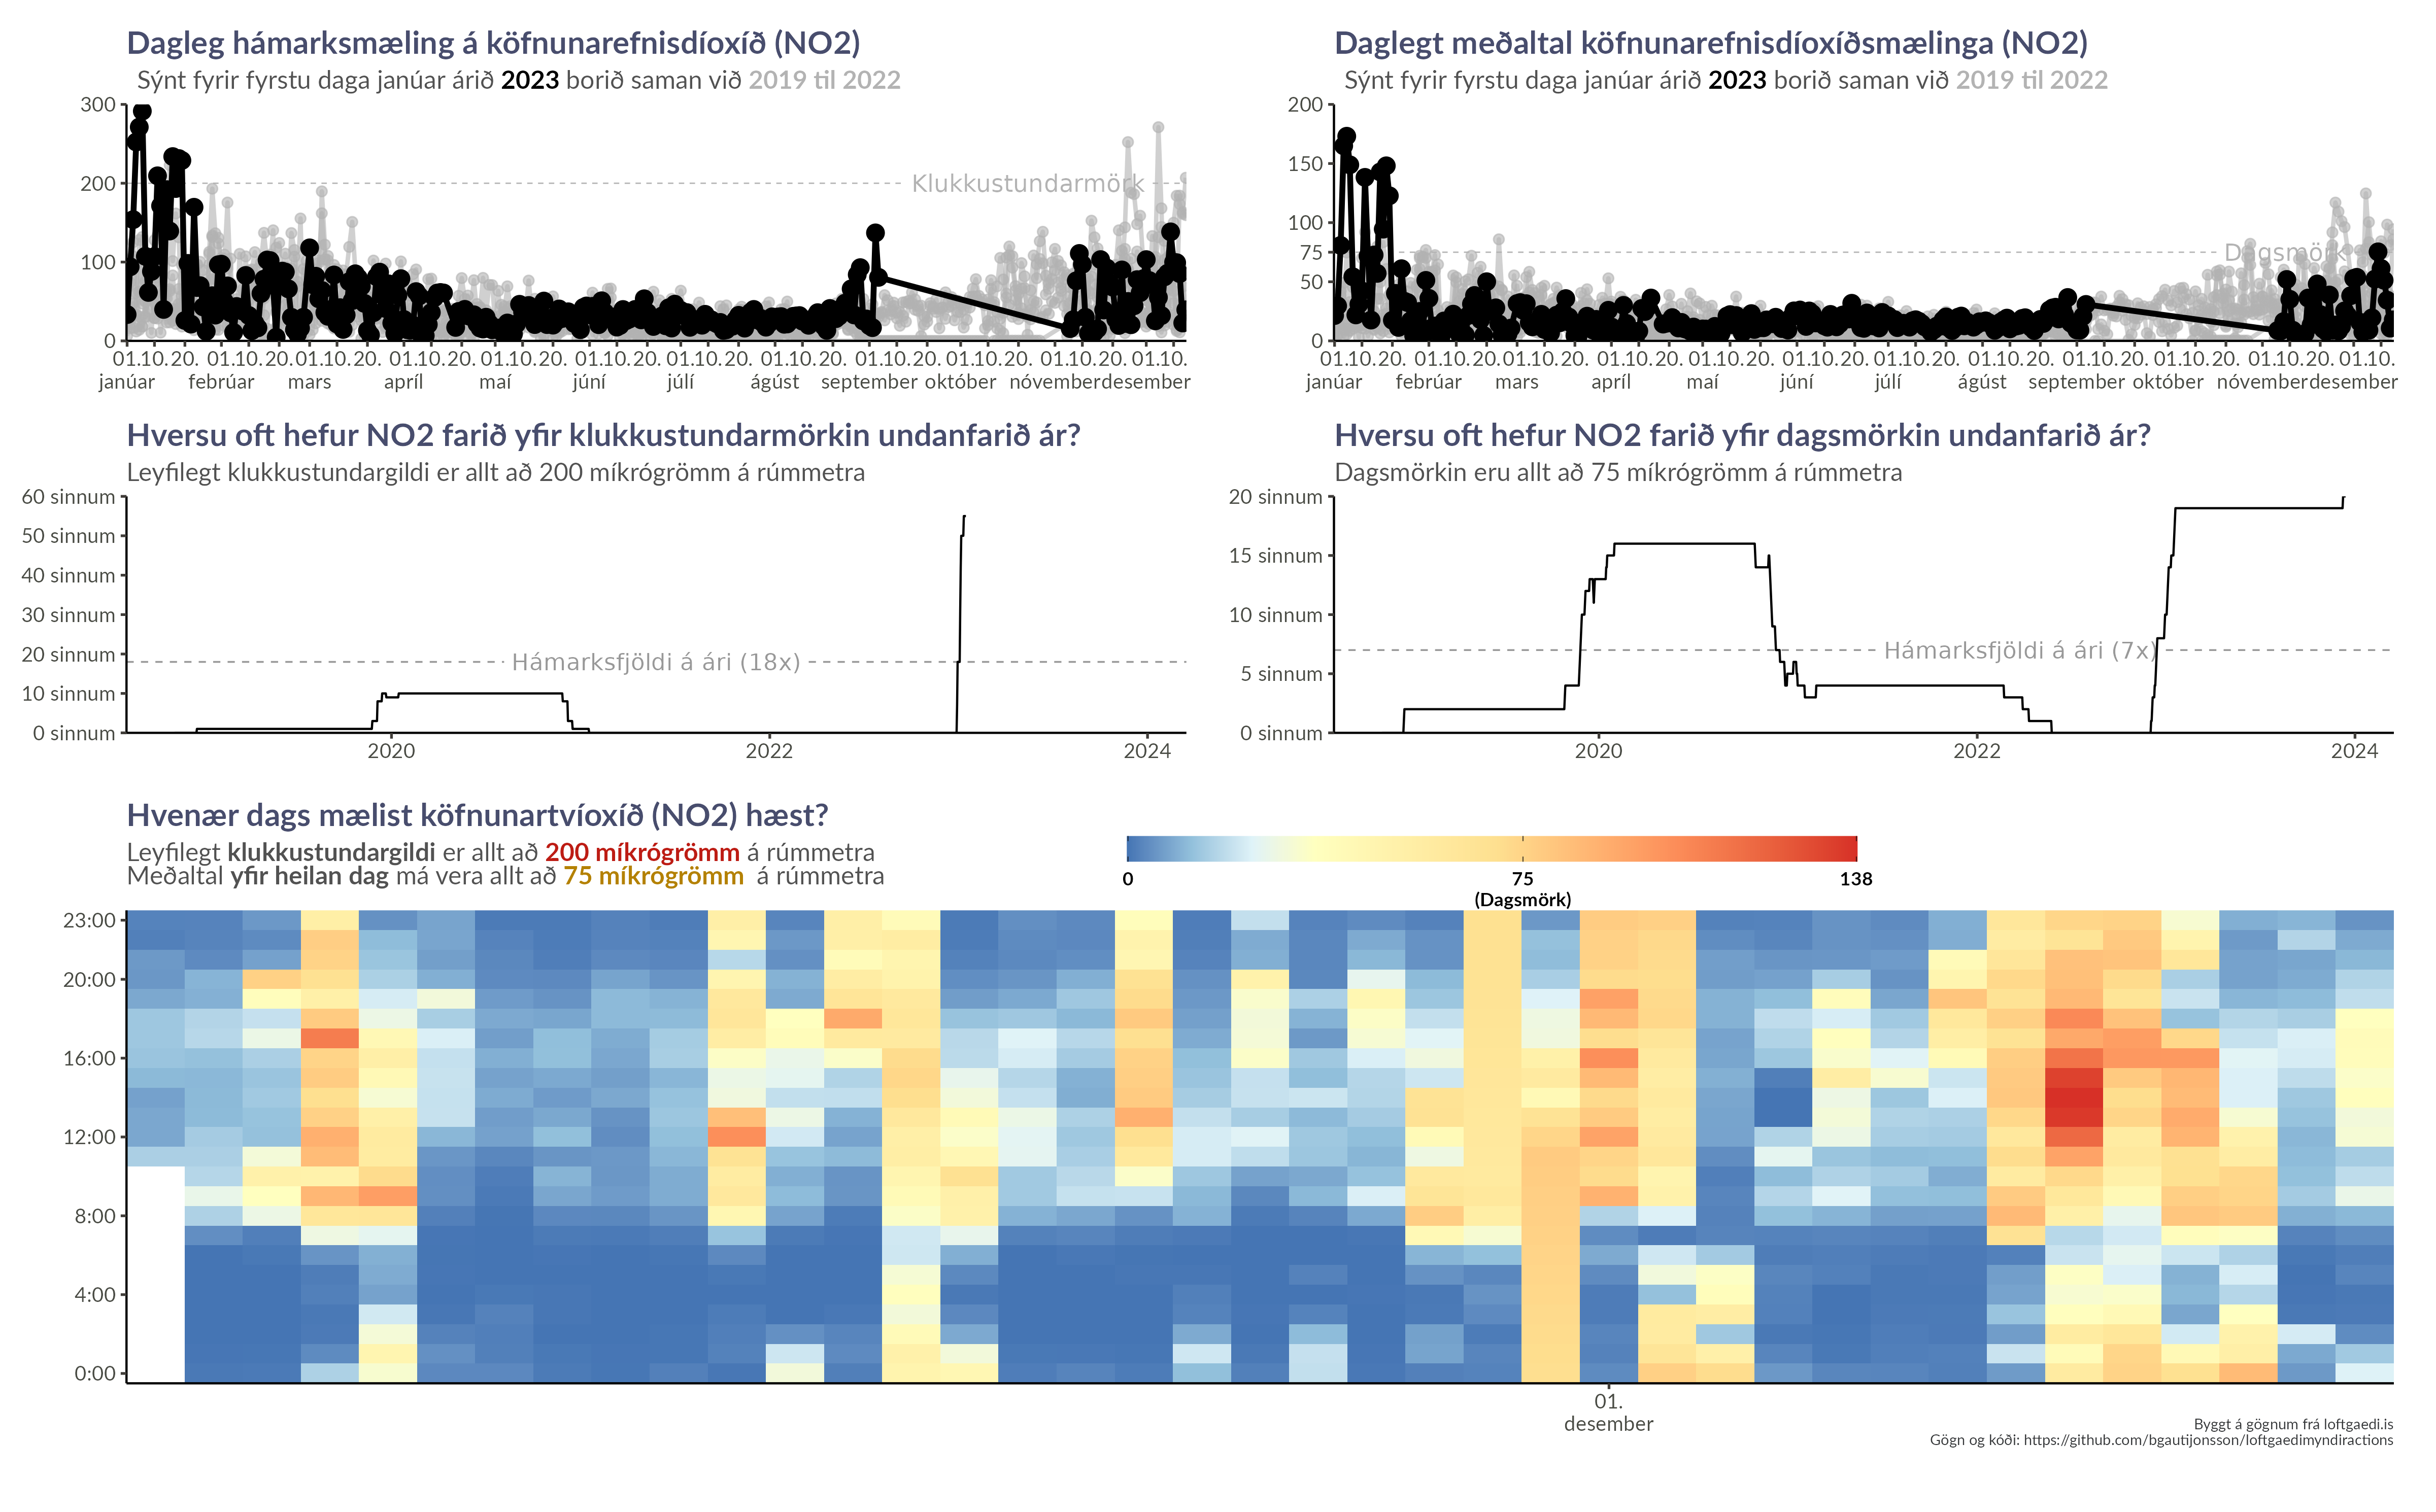 Dagleg hámarksmæling á köfnunarefnisdíoxíð (NO2)
Sýnt fyrir fyrstu daga janúar árið 2023 borið saman við 2019 til 2022
300
200
100
0
Klukkustundarmörk
01.10.20. 01.10.20. 01.10.20. 01.10.20. 01.10.20. 01.10.20. 01.10.20. 01.10.20. 01.10.20. 01.10.20. 01.10.20. 01.10.
janúar febrúar mars apríl maí júní júlí ágúst september október nóvember desember
Daglegt meðaltal köfnunarefnisdíoxíðsmælinga (NO2)
Sýnt fyrir fyrstu daga janúar árið 2023 borið saman við 2019 til 2022
200
150
100
75
50
0
Dagsmörk
01.10.20. 01.10.20. 01.10.20. 01.10.20. 01.10.20. 01.10.20. 01.10.20. 01.10.20. 01.10.20. 01.10.20. 01.10.20. 01.10.
janúar febrúar mars apríl maí júní júlí ágúst september október nóvember desember
Hversu oft hefur NO2 farið yfir klukkustundarmörkin undanfarið ár?
Leyfilegt klukkustundargildi er allt að 200 míkrógrömm á rúmmetra
60 sinnum
50 sinnum
40 sinnum
30 sinnum
20 sinnum
10 sinnum
0 sinnum
Hámarksfjöldi á ári (18x)
2020 2022 2024
Hversu oft hefur NO2 farið yfir dagsmörkin undanfarið ár?
Dagsmörkin eru allt að 75 míkrógrömm á rúmmetra
20 sinnum
15 sinnum
10 sinnum
5 sinnum
0 sinnum
Hámarksfjöldi á ári (7x)
2020 2022 2024
Hvenær dags mælist köfnunartvíoxíð (NO2) hæst?
Leyfilegt klukkustundargildi er allt að 200 míkrógrömm á rúmmetra
Meðaltal yfir heilan dag má vera allt að 75 míkrógrömm á rúmmetra
0 75 138
(Dagsmörk)
23:00
20:00
16:00
12:00
8:00
4:00
0:00
01.
desember
Byggt á gögnum frá loftgaedi.is
Gögn og kóði: https://github.com/bgautijonsson/loftgaedimyndiractions